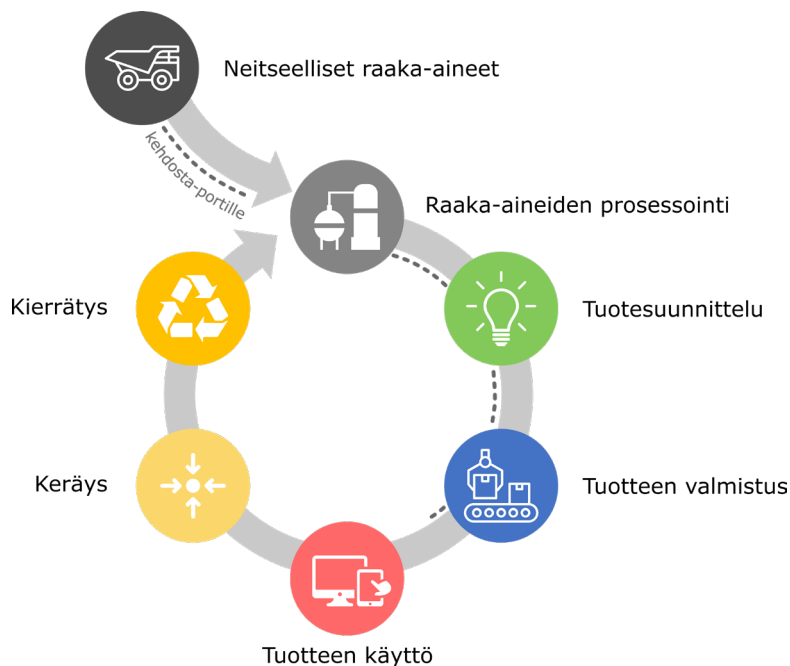 Neitseelliset raaka-aineet
kehdosta-portille
Raaka-aineiden prosessointi
Kierrätys
Tuotesuunnittelu
Keräys
Tuotteen valmistus
Tuotteen käyttö